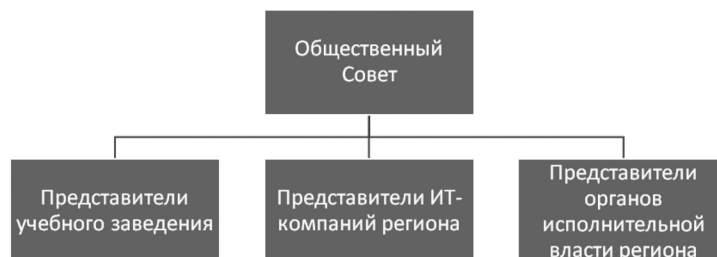 Общественный
Совет
Представители
учебного заведения
Представители ИТ-
компаний региона
Представители
органов
исполнительной
власти региона